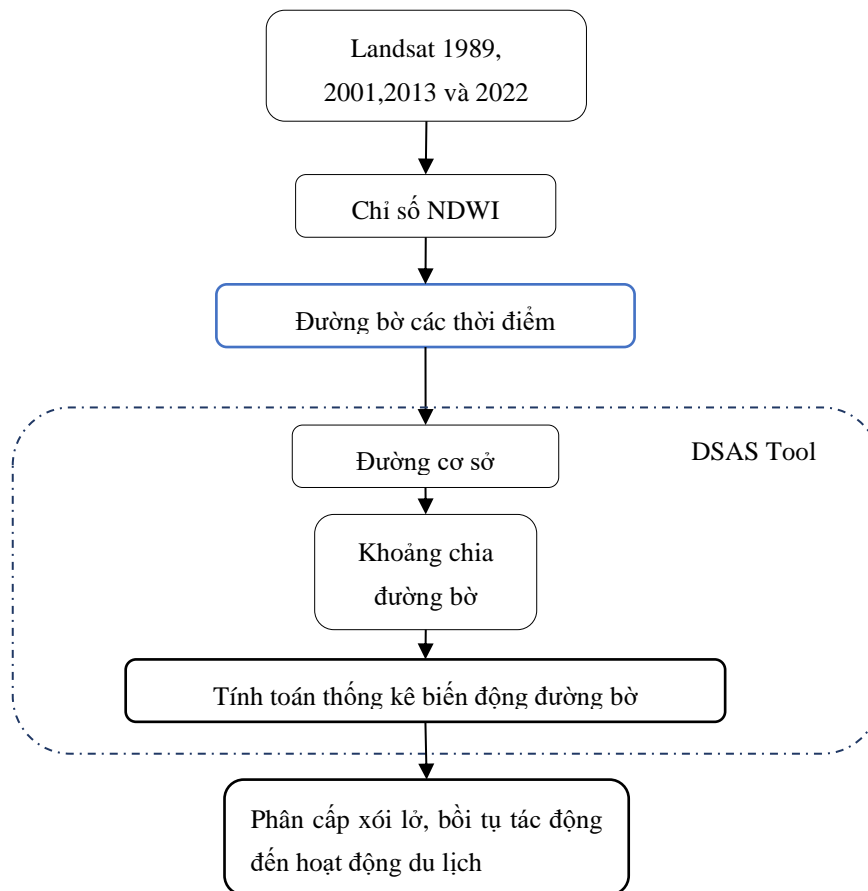 Landsat 1989,
2001,2013 và 2022
Chỉ số NDWI
Đường bờ các thời điểm
Đường cơ sở
DSAS Tool
Khoảng chia
đường bờ
Tính toán thống kê biến động đường bờ
Phân cấp xói lở, bồi tụ tác động
đến hoạt động du lịch